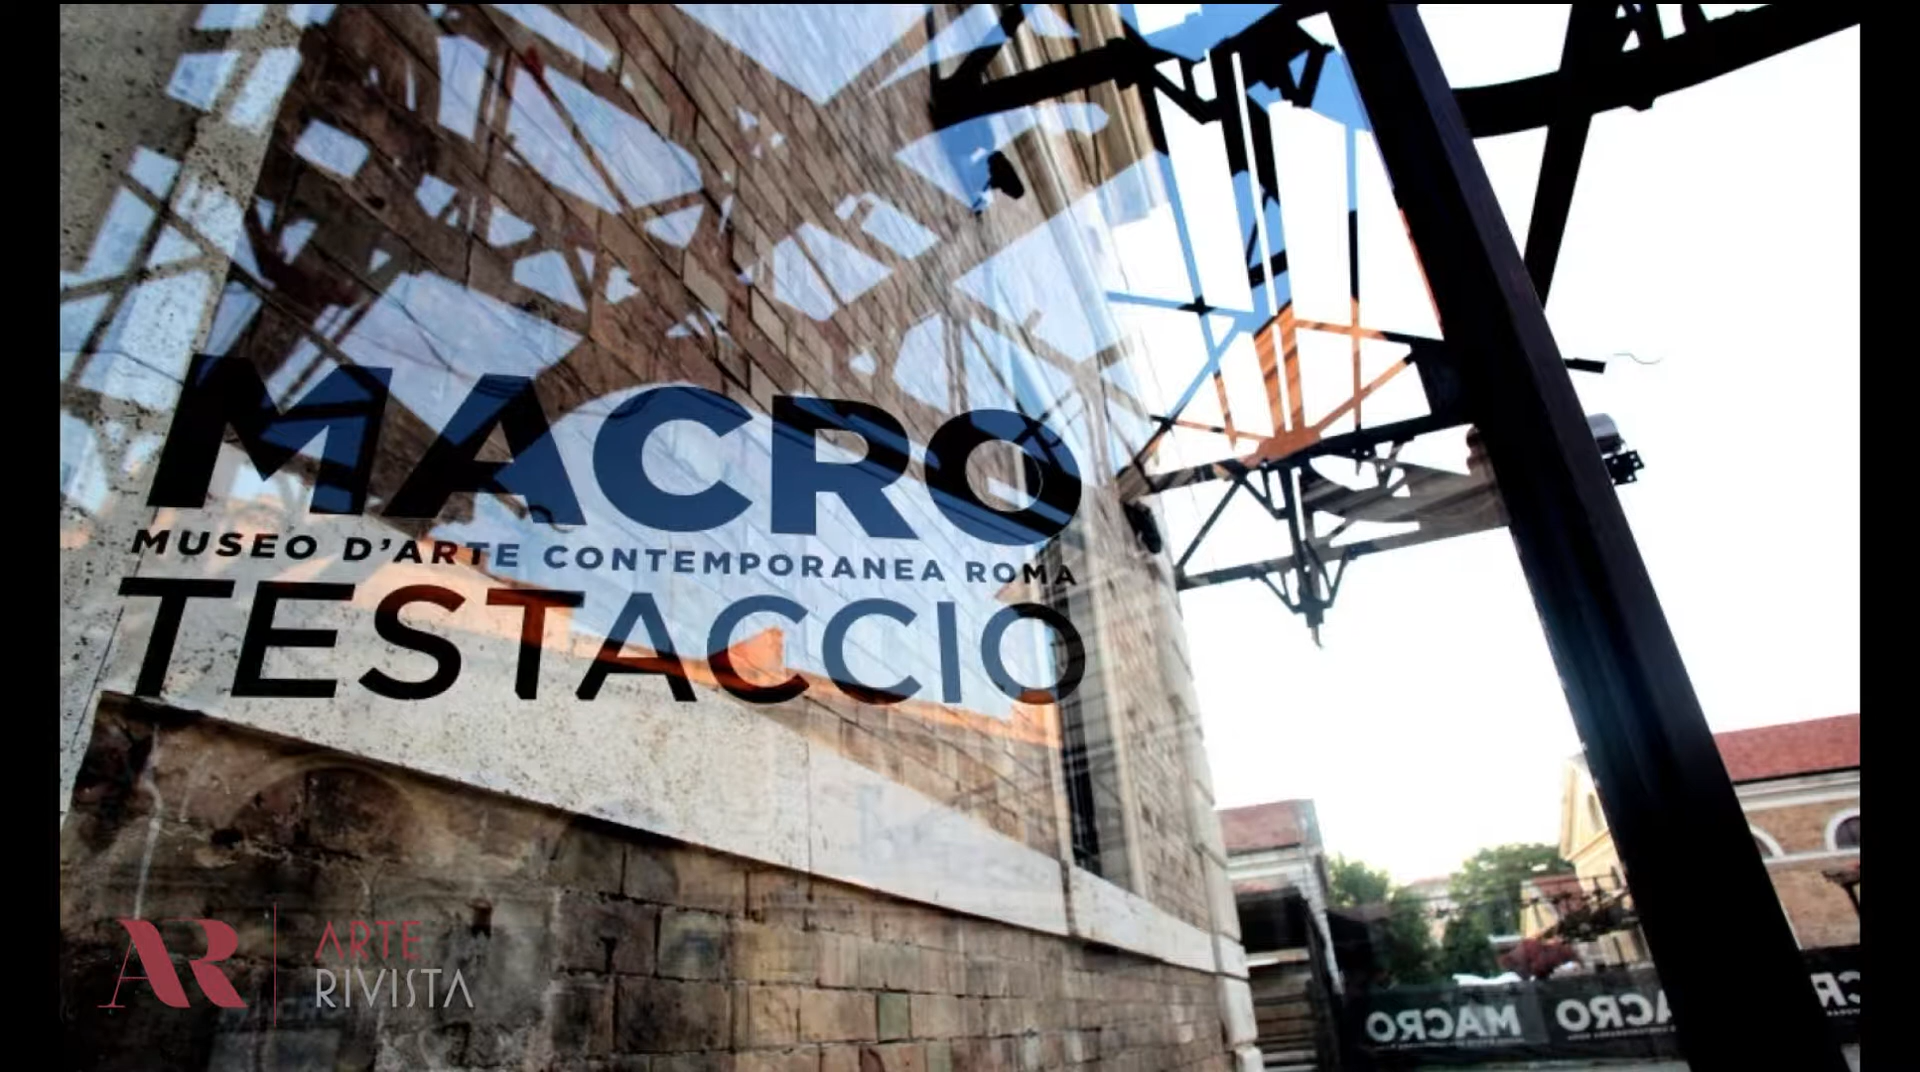 MACRO
MUSEO D'ARTE CONTEMPORANEA ROMA
TESTACCIO
ARTE
RIVISTA
AR
MACRO
MACRO